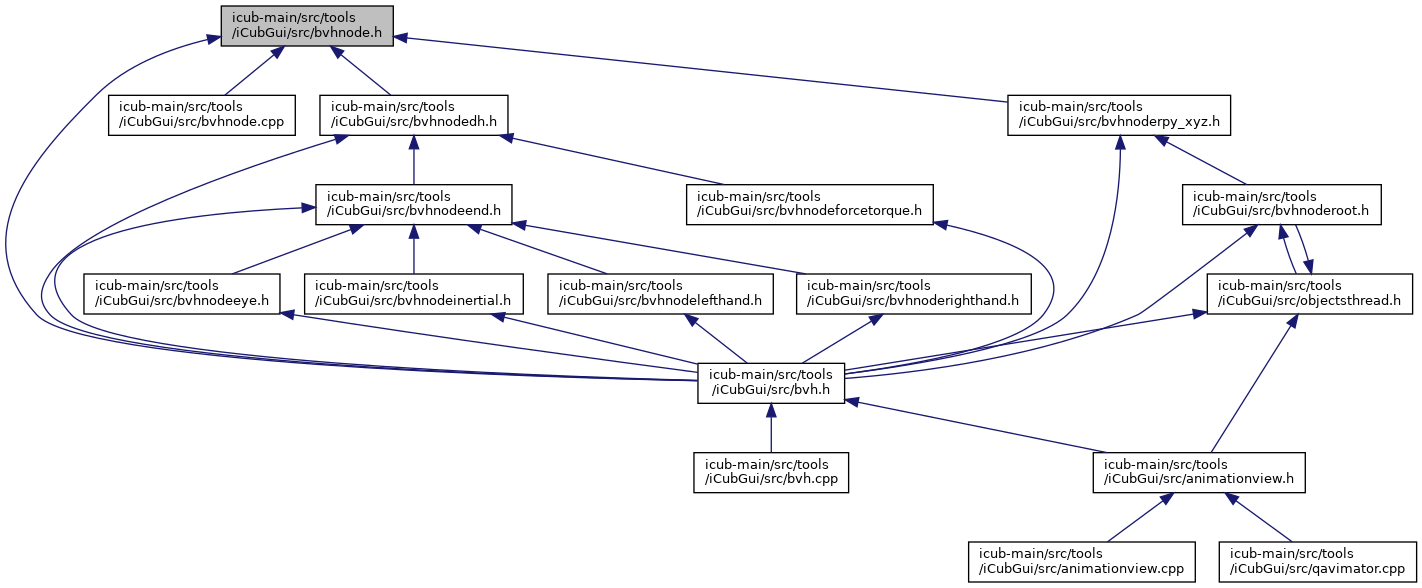 icub-main/src/tools
/iCubGui/src/bvhnode.h
icub-main/src/tools
/iCubGui/src/bvhnode.cpp
icub-main/src/tools
/iCubGui/src/bvhnodedh.h
icub-main/src/tools
/iCubGui/src/bvhnoderpy_xyz.h
icub-main/src/tools
/iCubGui/src/bvhnodeend.h
icub-main/src/tools
/iCubGui/src/bvhnodeforcetorque.h
icub-main/src/tools
/iCubGui/src/bvhnoderoot.h
icub-main/src/tools
/iCubGui/src/bvhnodeeye.h
icub-main/src/tools
/iCubGui/src/bvhnodeinertial.h
icub-main/src/tools
/iCubGui/src/bvhnodelefthand.h
icub-main/src/tools
/iCubGui/src/bvhnoderighthand.h
icub-main/src/tools
/iCubGui/src/objectsthread.h
icub-main/src/tools
/iCubGui/src/bvh.h
icub-main/src/tools
/iCubGui/src/bvh.cpp
icub-main/src/tools
/iCubGui/src/animationview.h
icub-main/src/tools
/iCubGui/src/animationview.cpp
icub-main/src/tools
/iCubGui/src/qavimator.cpp